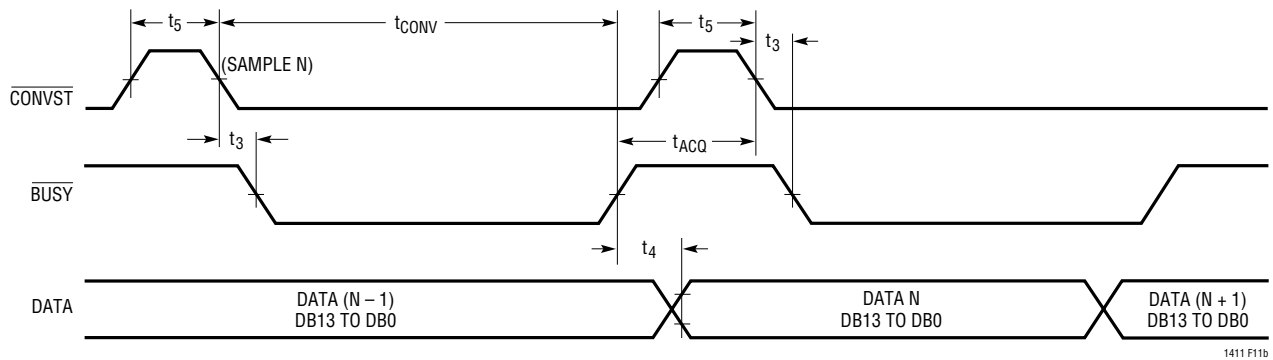 t5
tCONV
t5
t3
(SAMPLE N)
CONVST
t3
tACQ
BUSY
t4
DATA
DATA (N – 1)
DB13 TO DB0
DATA N
DB13 TO DB0
DATA (N + 1)
DB13 TO DB0
1411 F11b